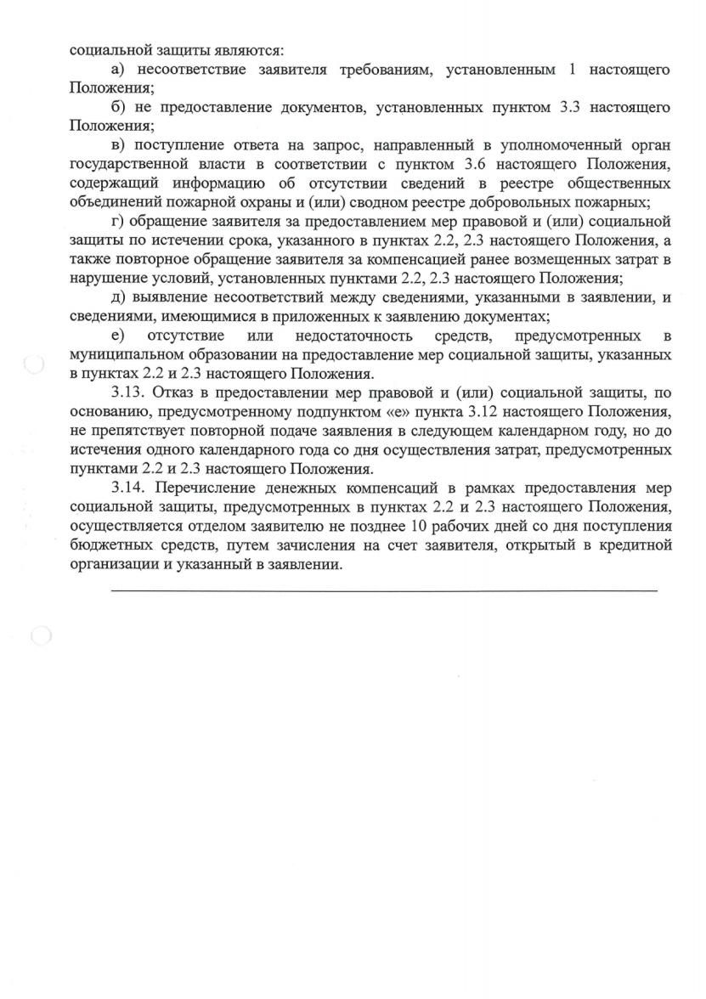 социальной защиты являются:
а) несоответствие заявителя требованиям, установленным 1 настоящего
Положения;
б) не предоставление документов, установленных пунктом 3.3 настоящего
Положения;
в) поступление ответа на запрос, направленный в уполномоченный орган
государственной власти в соответствии с пунктом 3.6 настоящего Положения,
содержащий информацию об отсутствии сведений в реестре общественных
объединений пожарной охраны и (или) сводном реестре добровольных пожарных;
г) обращение заявителя за предоставлением мер правовой и (или) социальной
защиты по истечении срока, указанного в пунктах 2.2, 2.3 настоящего Положения, а
также повторное обращение заявителя за компенсацией ранее возмещенных затрат в
нарушение условий, установленных пунктами 2.2, 2.3 настоящего Положения;
д) выявление несоответствий между сведениями, указанными в заявлении, и
сведениями, имеющимися в приложенных к заявлению документах;
е) отсутствие или недостаточность средств, предусмотренных в
муниципальном образовании на предоставление мер социальной защиты, указанных
в пунктах 2.2 и 2.3 настоящего Положения.
3.13. Отказ в предоставлении мер правовой и (или) социальной защиты, по
основанию, предусмотренному подпунктом «е» пункта 3.12 настоящего Положения,
не препятствует повторной подаче заявления в следующем календарном году, но до
истечения одного календарного года со дня осуществления затрат, предусмотренных
пунктами 2.2 и 2.3 настоящего Положения.
3.14. Перечисление денежных компенсаций в рамках предоставления мер
социальной защиты, предусмотренных в пунктах 2.2 и 2.3 настоящего Положения,
осуществляется отделом заявителю не позднее 10 рабочих дней со дня поступления
бюджетных средств, путем зачисления на счет заявителя, открытый в кредитной
организации и указанный в заявлении.